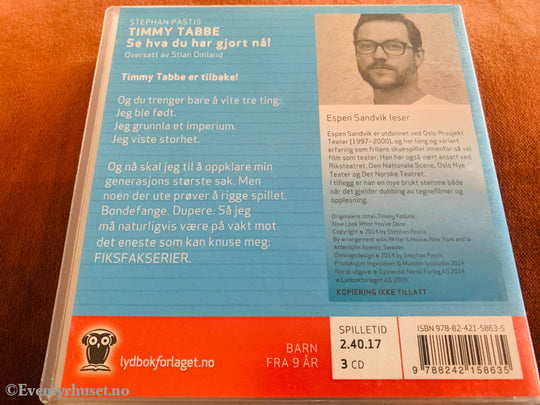 STEPHAN PASTIS
TIMMY TABBE
Se hva du har gjort nå!
Oversatt av Stian Omland
Timmy Tabbe er tilbake!
Og du trenger bare å vite tre ting:
Jeg ble født.
Jeg grunnla et imperium.
Jeg viste storhet.
Og nå skal jeg til å oppklare min
generasjons største sak. Men
noen der ute prøver å rigge spillet.
Bondefange. Dupere. Så jeg
må naturligvis være på vakt mot
det eneste som kan knuse meg:
FIKSFAKSERIER.
Espen Sandvik leser
Espen Sandvik er utdannet ved Oslo Prosjekt
Teater (1997–2000), og har lang og variert
erfaring som frilans skuespiller innenfor så vel
film som teater. Han har også vært ansatt ved
Riksteatret, Den Nationale Scene, Oslo Nye
Teater og Det Norske Teatret.
I tillegg er han en mye brukt stemme både
når det gjelder dubbing av tegnefilmer og
opplesning.
Originalens tittel: Timmy Failure:
Now Look What You've Done
Copyright © 2014 by Stephan Pastis
By arrangement with Writer's House, New York and Ia
Atterholm Agency, Sweden.
Omslagsdesign © 2014 by Stephan Pastis
Produksjon: Ingvaldsen & Munden lydstudio 2014
Norsk utgave: © Gyldendal Norsk Forlag AS 2014
© Lydbokforlaget AS 2009
KOPIERING IKKE TILLATT
lydbokforlaget.no
BARN
FRA 9 ÅR
SPILLETID
2.40.17
3 CD
ISBN 978-82-421-5863-5
9 788242 158635
©Eventyrhuset.no